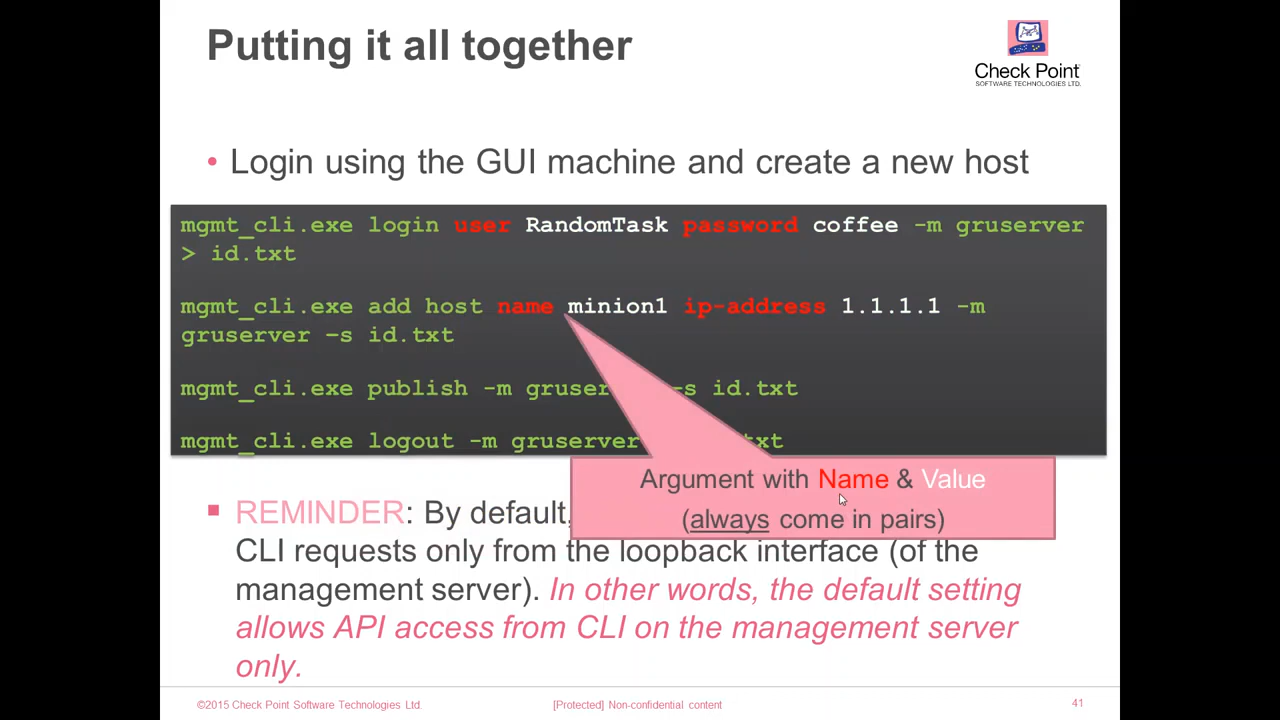 Putting it all together
Check Point
SOFTWARE TECHNOLOGIES LTD.
• Login using the GUI machine and create a new host
mgmt_cli.exe login user RandomTask password coffee -m gruserver
> id.txt
mgmt_cli.exe add host name minion1 ip-address 1.1.1.1 -m
gruserver –s id.txt
mgmt_cli.exe publish -m -s id.txt
mgmt_cli.exe logout -m gruserver
Argument with Name & Value
(always come in pairs)
REMINDER: By default,
CLI requests only from the loopback interface (of the
management server). In other words, the default setting
allows API access from CLI on the management server
only.
©2015 Check Point Software Technologies Ltd.
[Protected] Non-confidential content
41